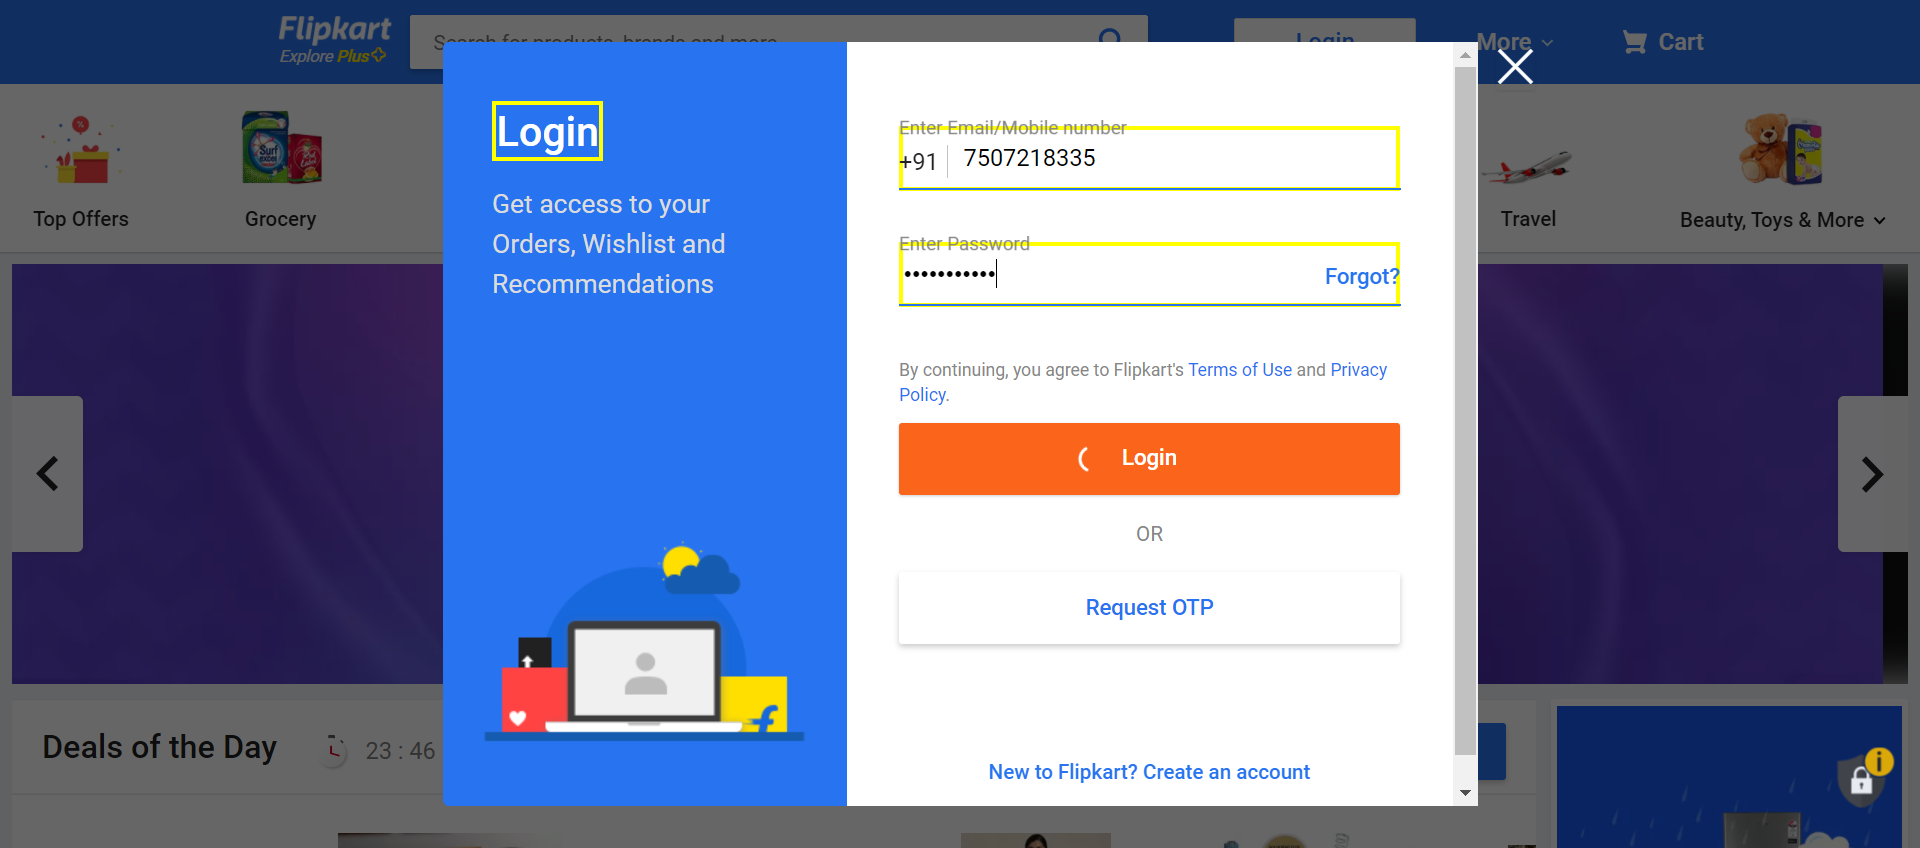 Flipkart
Explore Plus
Search for products, brands and more
Login
More
Cart
Top Offers
Grocery
Travel
Beauty, Toys & More
Login
Get access to your
Orders, Wishlist and
Recommendations
Enter Email/Mobile number
+91 7507218335
Enter Password
Forgot?
By continuing, you agree to Flipkart's Terms of Use and Privacy
Policy.
Login
OR
Request OTP
New to Flipkart? Create an account
Deals of the Day
23 : 46